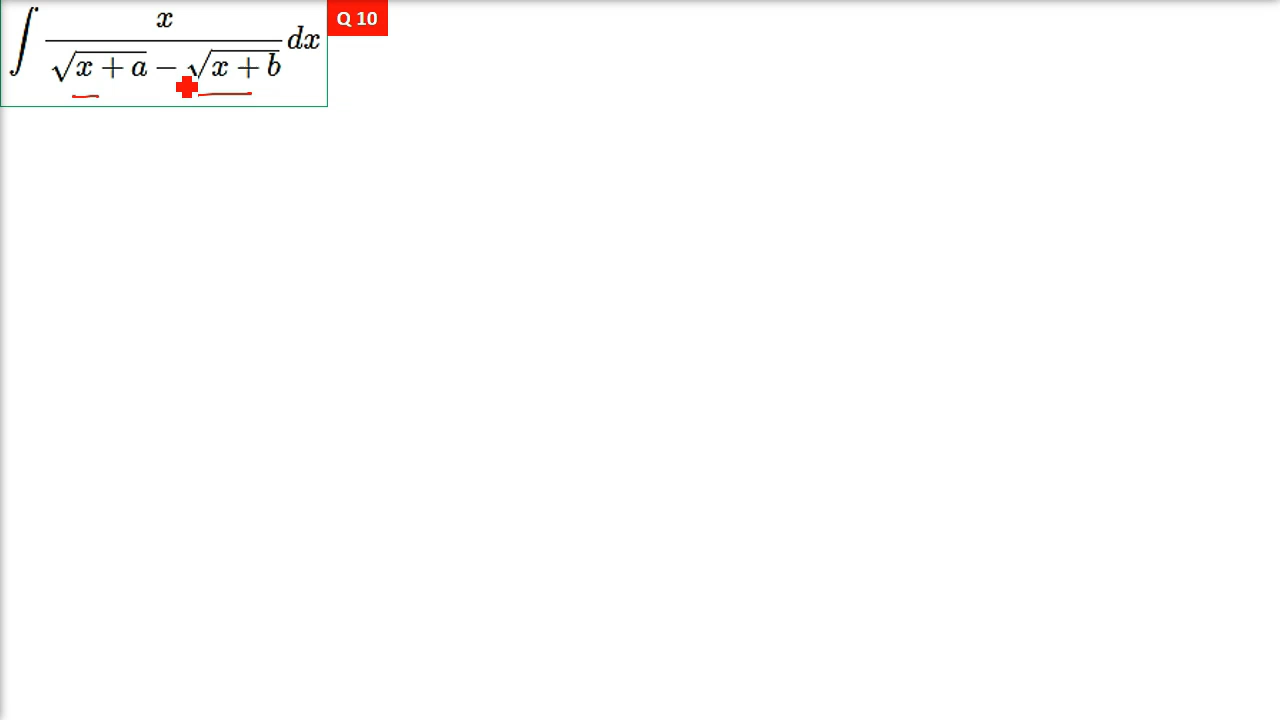 ∫ x / (√(x + a) − √(x + b)) dx
Q 10